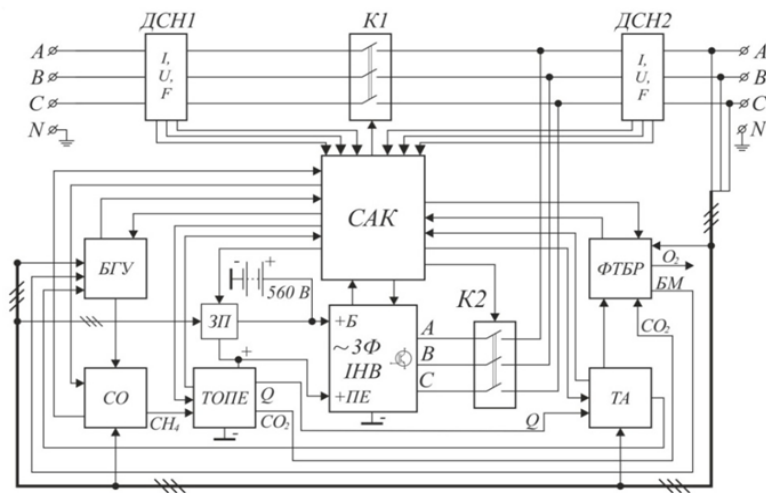 ДСН1 К1 ДСН2
A I, U, F I, U, F A
B B
C C
N N
САК
БГУ
ФТБР
O₂
БМ
CO₂
+
560 В
К2
ЗП
+Б
~3Ф
ІНВ
+ПЕ
-
A
B
C
СО
CH₄
+
ТОПЕ
-
Q
CO₂
Q
ТА